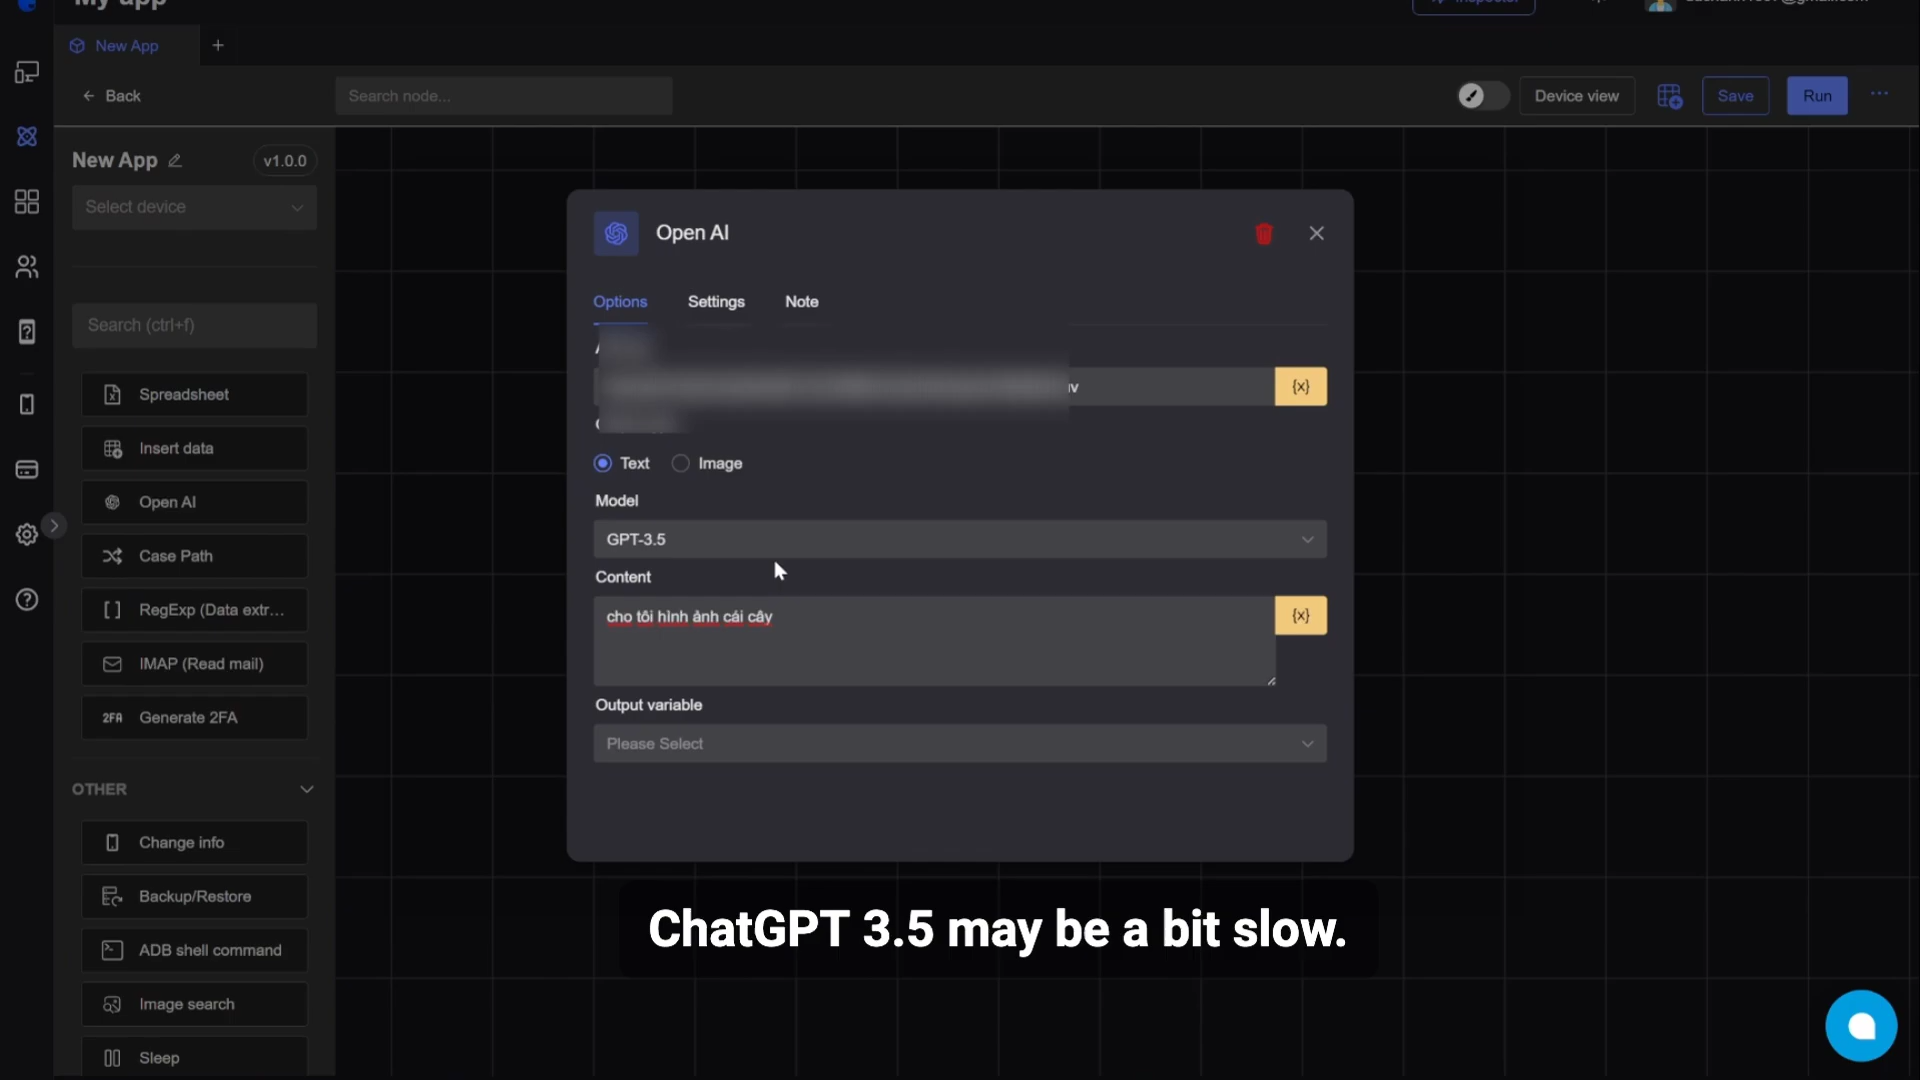 My app
New App
+
Back
Search node...
Device view
Save
Run
New App
v1.0.0
Select device
Search (ctrl+f)
Spreadsheet
Insert data
Open AI
Case Path
RegExp (Data extr...
IMAP (Read mail)
2FA Generate 2FA
OTHER
Change info
Backup/Restore
ADB shell command
Image search
Sleep
Open AI
Options
Settings
Note
{x}
Text
Image
Model
GPT-3.5
Content
cho tôi hình ảnh cái cây
{x}
Output variable
Please Select
ChatGPT 3.5 may be a bit slow.